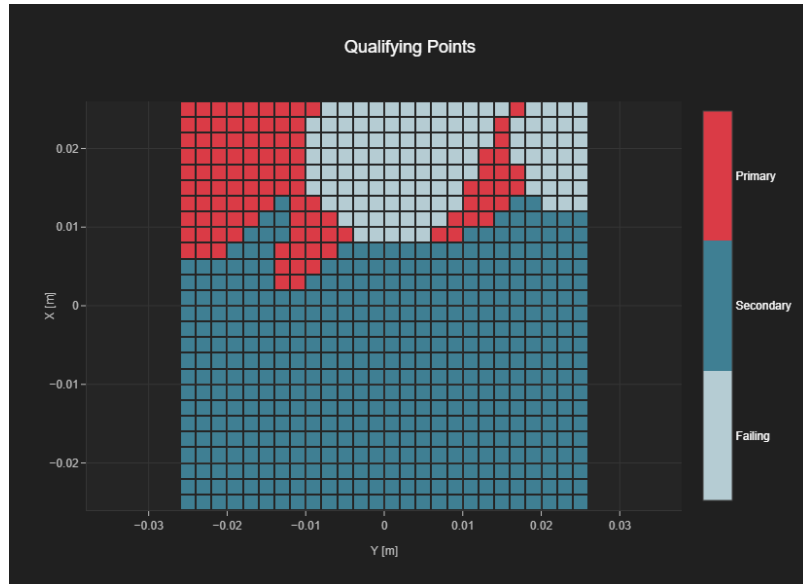 Qualifying Points
0.02
0.01
0
−0.01
−0.02
X [m]
−0.03
−0.02
−0.01
0
0.01
0.02
0.03
Y [m]
Primary
Secondary
Failing